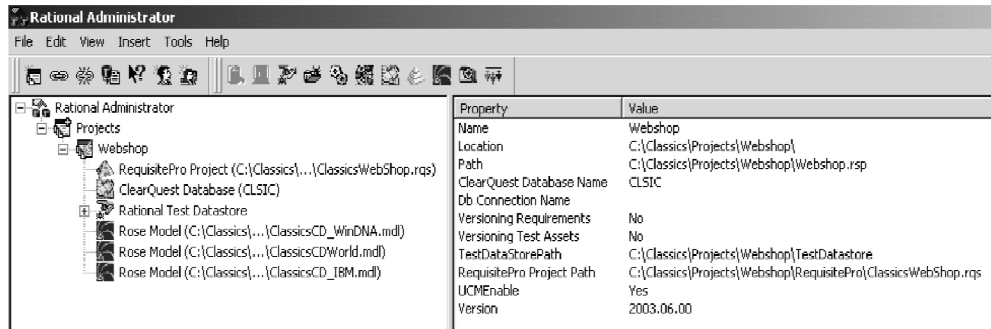 Rational Administrator
File Edit View Insert Tools Help
Rational Administrator
Projects
Webshop
RequisitePro Project (C:\Classics\...\ClassicsWebShop.rqs)
ClearQuest Database (CLSIC)
Rational Test Datastore
Rose Model (C:\Classics\...\ClassicsCD_WinDNA.mdl)
Rose Model (C:\Classics\...\ClassicsCDWorld.mdl)
Rose Model (C:\Classics\...\ClassicsCD_IBM.mdl)
Property Value
Name Webshop
Location C:\Classics\Projects\Webshop\
Path C:\Classics\Projects\Webshop\Webshop.rsp
ClearQuest Database Name CLSIC
Db Connection Name
Versioning Requirements No
Versioning Test Assets No
TestDataStorePath C:\Classics\Projects\Webshop\TestDatastore
RequisitePro Project Path C:\Classics\Projects\Webshop\RequisitePro\ClassicsWebShop.rqs
UCMEnable Yes
Version 2003.06.00